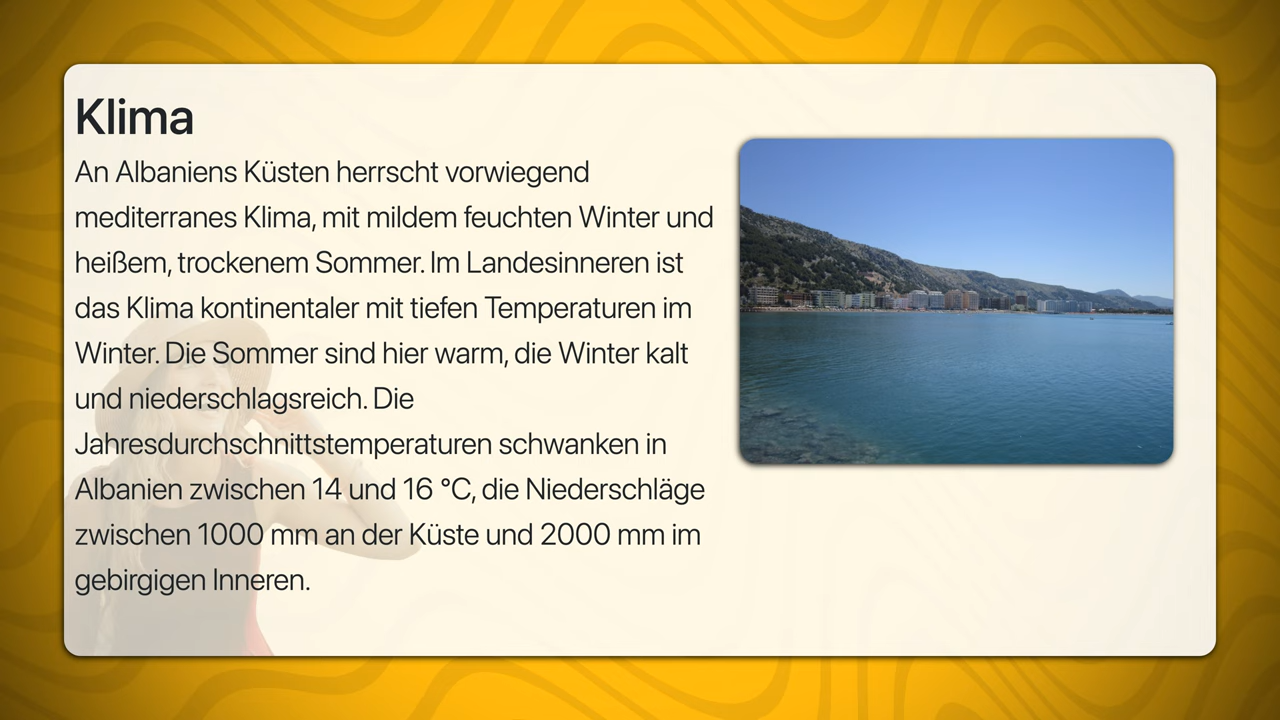 Klima
An Albaniens Küsten herrscht vorwiegend
mediterranes Klima, mit mildem feuchten Winter und
heißem, trockenem Sommer. Im Landesinneren ist
das Klima kontinentaler mit tiefen Temperaturen im
Winter. Die Sommer sind hier warm, die Winter kalt
und niederschlagsreich. Die
Jahresdurchschnittstemperaturen schwanken in
Albanien zwischen 14 und 16 °C, die Niederschläge
zwischen 1000 mm an der Küste und 2000 mm im
gebirgigen Inneren.